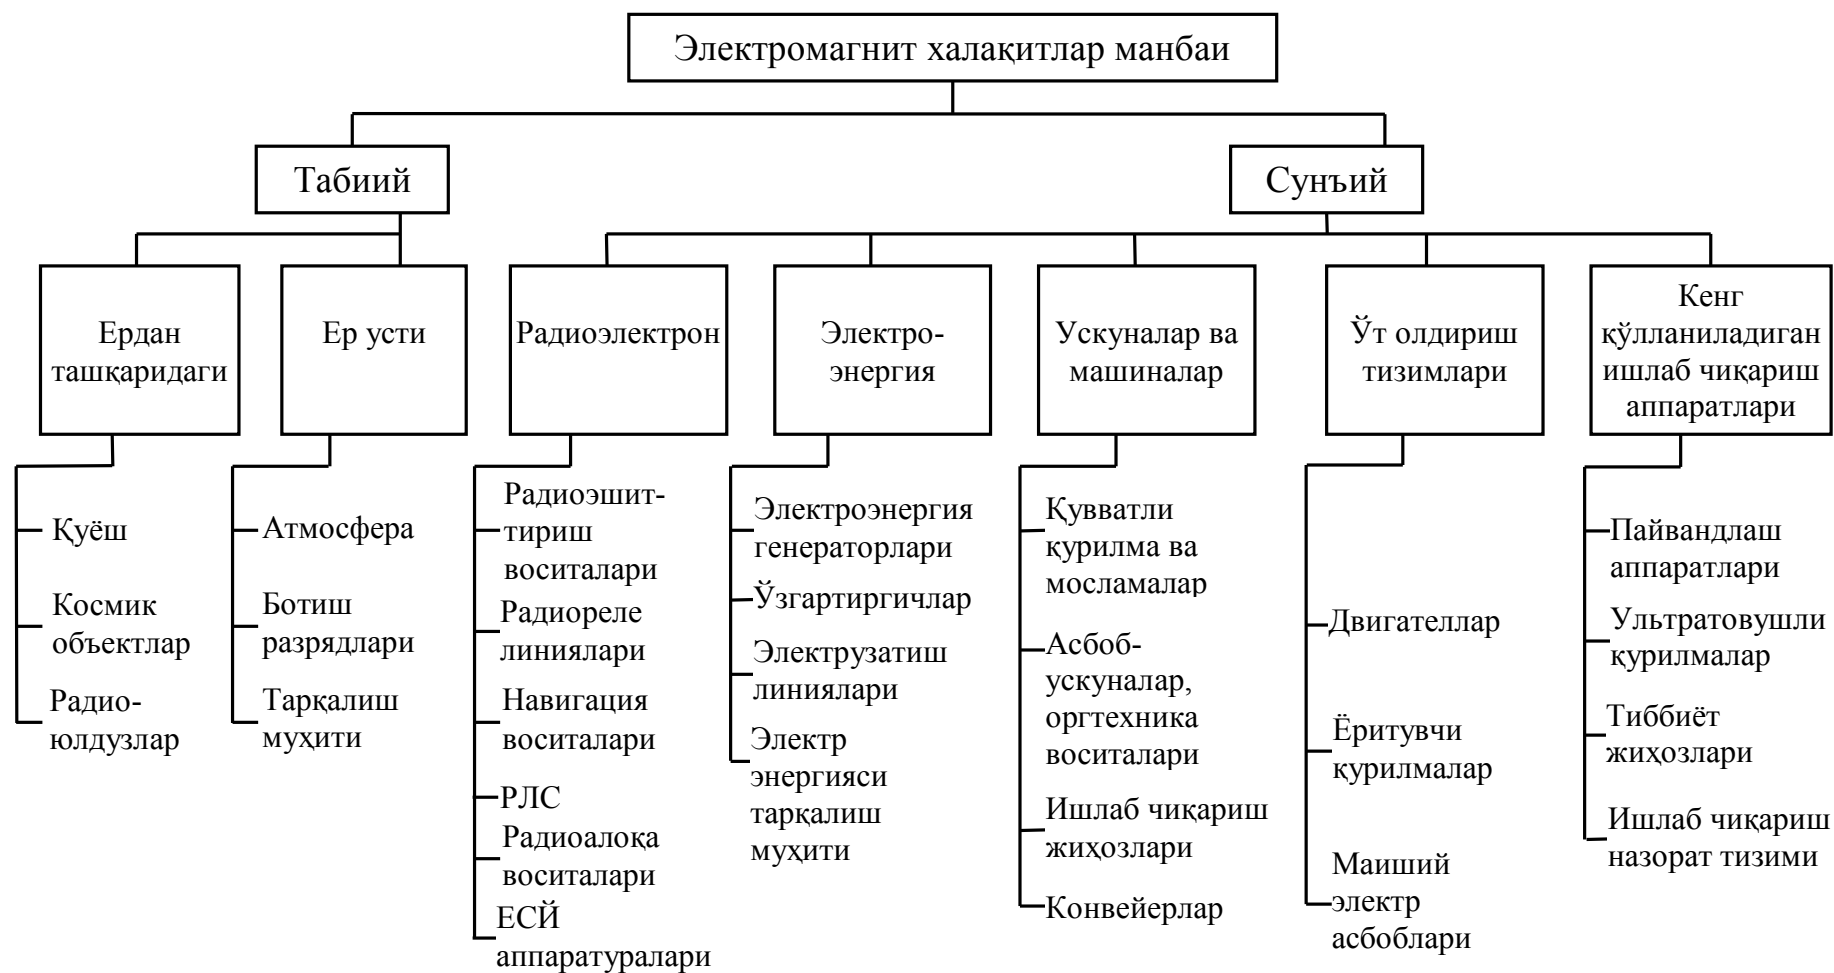 Электромагнит халақитлар манбаи
Табиий
Сунъий
Ердан
ташқаридаги
Ер усти
Радиоэлектрон
Электро-
энергия
Ускуналар ва
машиналар
Ўт олдириш
тизимлари
Кенг
қўлланиладиган
ишлаб чиқариш
аппаратлари
Қуёш
Космик
объектлар
Радио-
юлдузлар
Атмосфера
Ботиш
разрядлари
Тарқалиш
муҳити
Радиоэшит-
тириш
воситалари
Радиореле
линиялари
Навигация
воситалари
РЛС
Радиоалоқа
воситалари
ЕСЙ
аппаратуралари
Электроэнергия
генераторлари
Ўзгартиргичлар
Электрузатиш
линиялари
Электр
энергияси
тарқалиш
муҳити
Қувватли
қурилма ва
мосламалар
Асбоб-
ускуналар,
оргтехника
воситалари
Ишлаб чиқариш
жиҳозлари
Конвейерлар
Двигателлар
Ёритувчи
қурилмалар
Маиший
электр
асбоблари
Пайвандлаш
аппаратлари
Ультратовушли
қурилмалар
Тиббиёт
жиҳозлари
Ишлаб чиқариш
назорат тизими